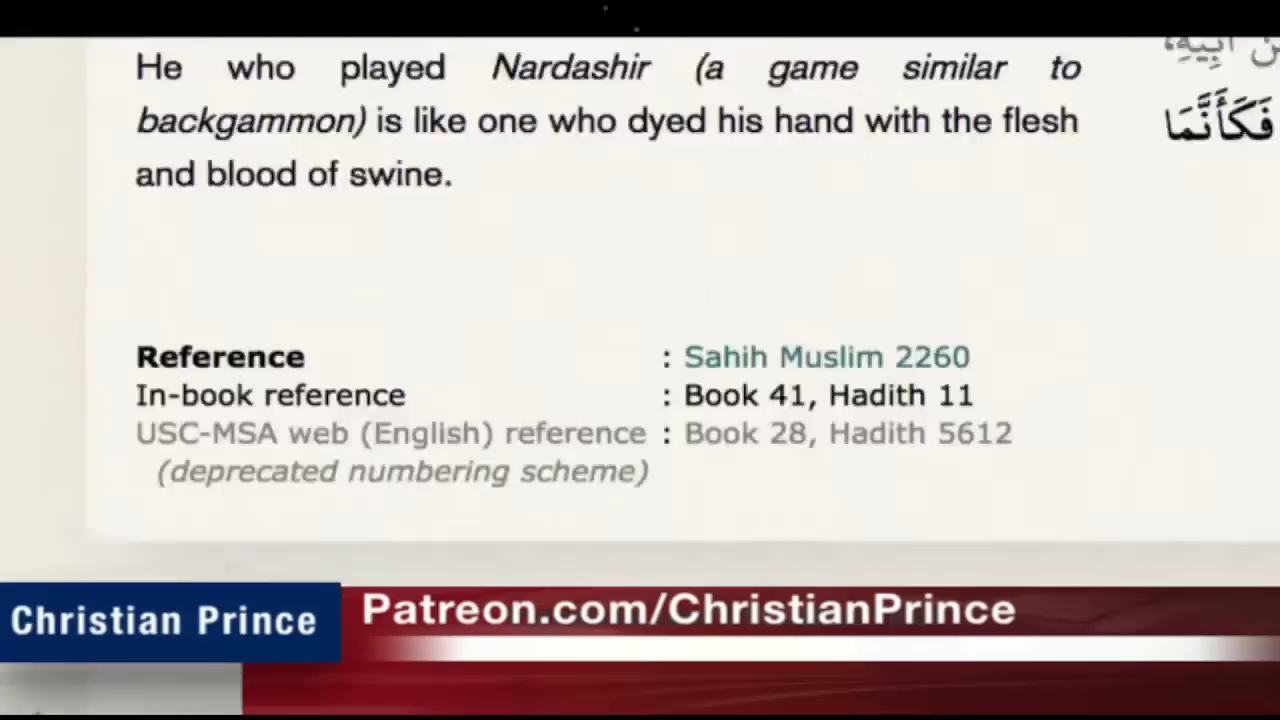 He who played Nardashir (a game similar to
backgammon) is like one who dyed his hand with the flesh
and blood of swine.
فَكَأَنَّمَا
Reference : Sahih Muslim 2260
In-book reference : Book 41, Hadith 11
USC-MSA web (English) reference : Book 28, Hadith 5612
(deprecated numbering scheme)
Christian Prince
Patreon.com/ChristianPrince